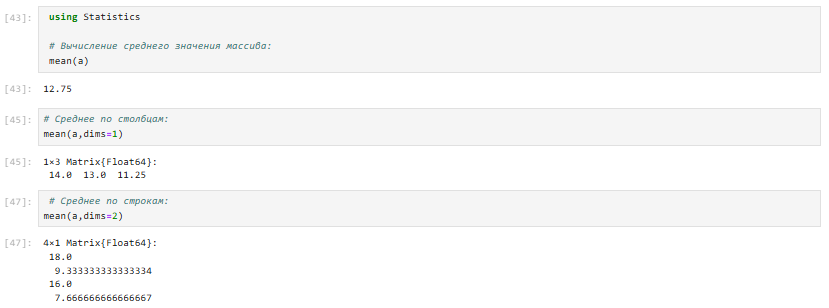 [43]: using Statistics
# Вычисление среднего значения массива:
mean(a)
[43]: 12.75
[45]: # Среднее по столбцам:
mean(a,dims=1)
[45]: 1×3 Matrix{Float64}:
14.0 13.0 11.25
[47]: # Среднее по строкам:
mean(a,dims=2)
[47]: 4×1 Matrix{Float64}:
18.0
9.333333333333334
16.0
7.666666666666667